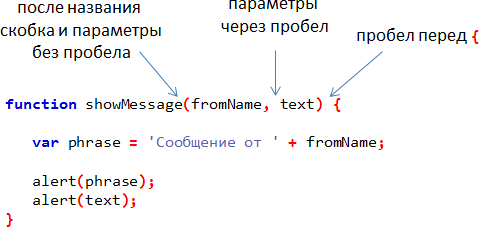 после названия
скобка и параметры
без пробела
параметры
через пробел
пробел перед {
function showMessage(fromName, text) {
var phrase = 'Сообщение от ' + fromName;
alert(phrase);
alert(text);
}